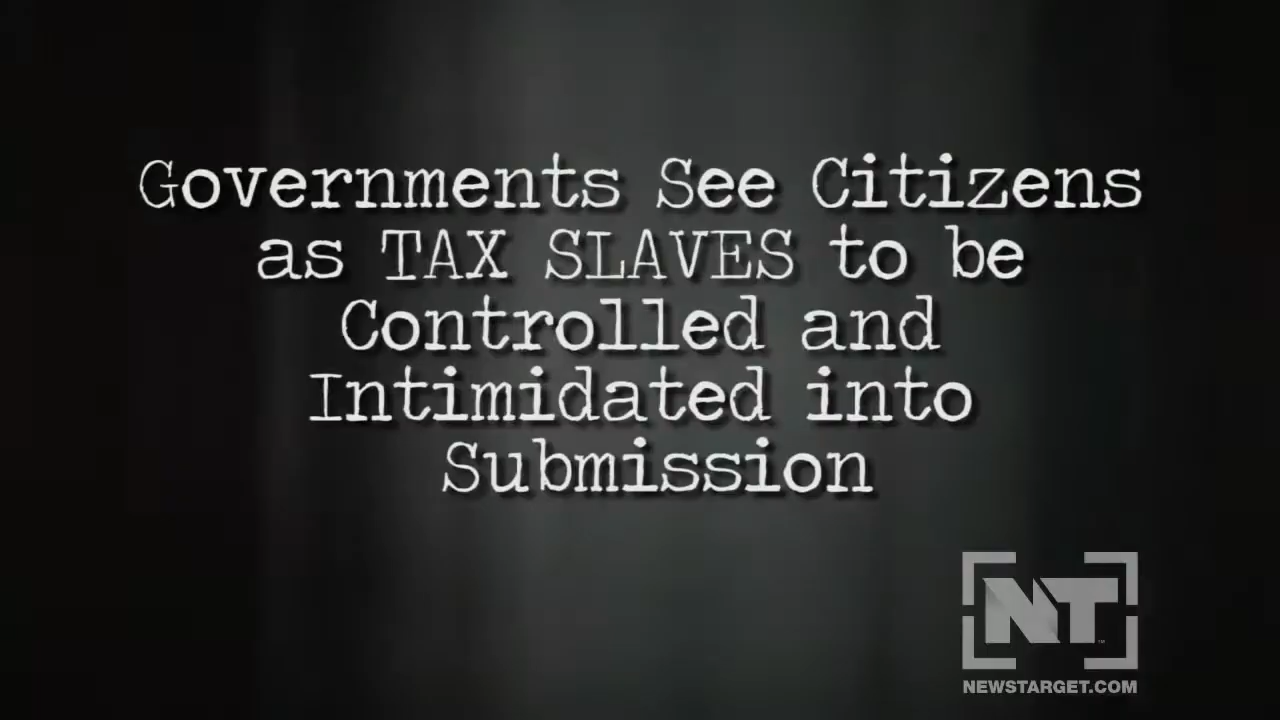 Governments See Citizens
as TAX SLAVES to be
Controlled and
Intimidated into
Submission
NT
NEWSTARGET.COM